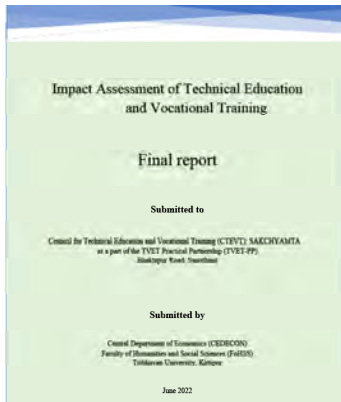 Impact Assessment of Technical Education
and Vocational Training
Final report
Submitted to
Council for Technical Education and Vocational Training (CTEVT): SAKCHYAMTA
as a part of the TVET Practical Partnership (TVET-PP)
Road,
Submitted by
Central Department of Economics (CEDECON)
Faculty of Humanities and Social Sciences (FoHSS)
Tribhuvan University, Kirtipur
June 2022